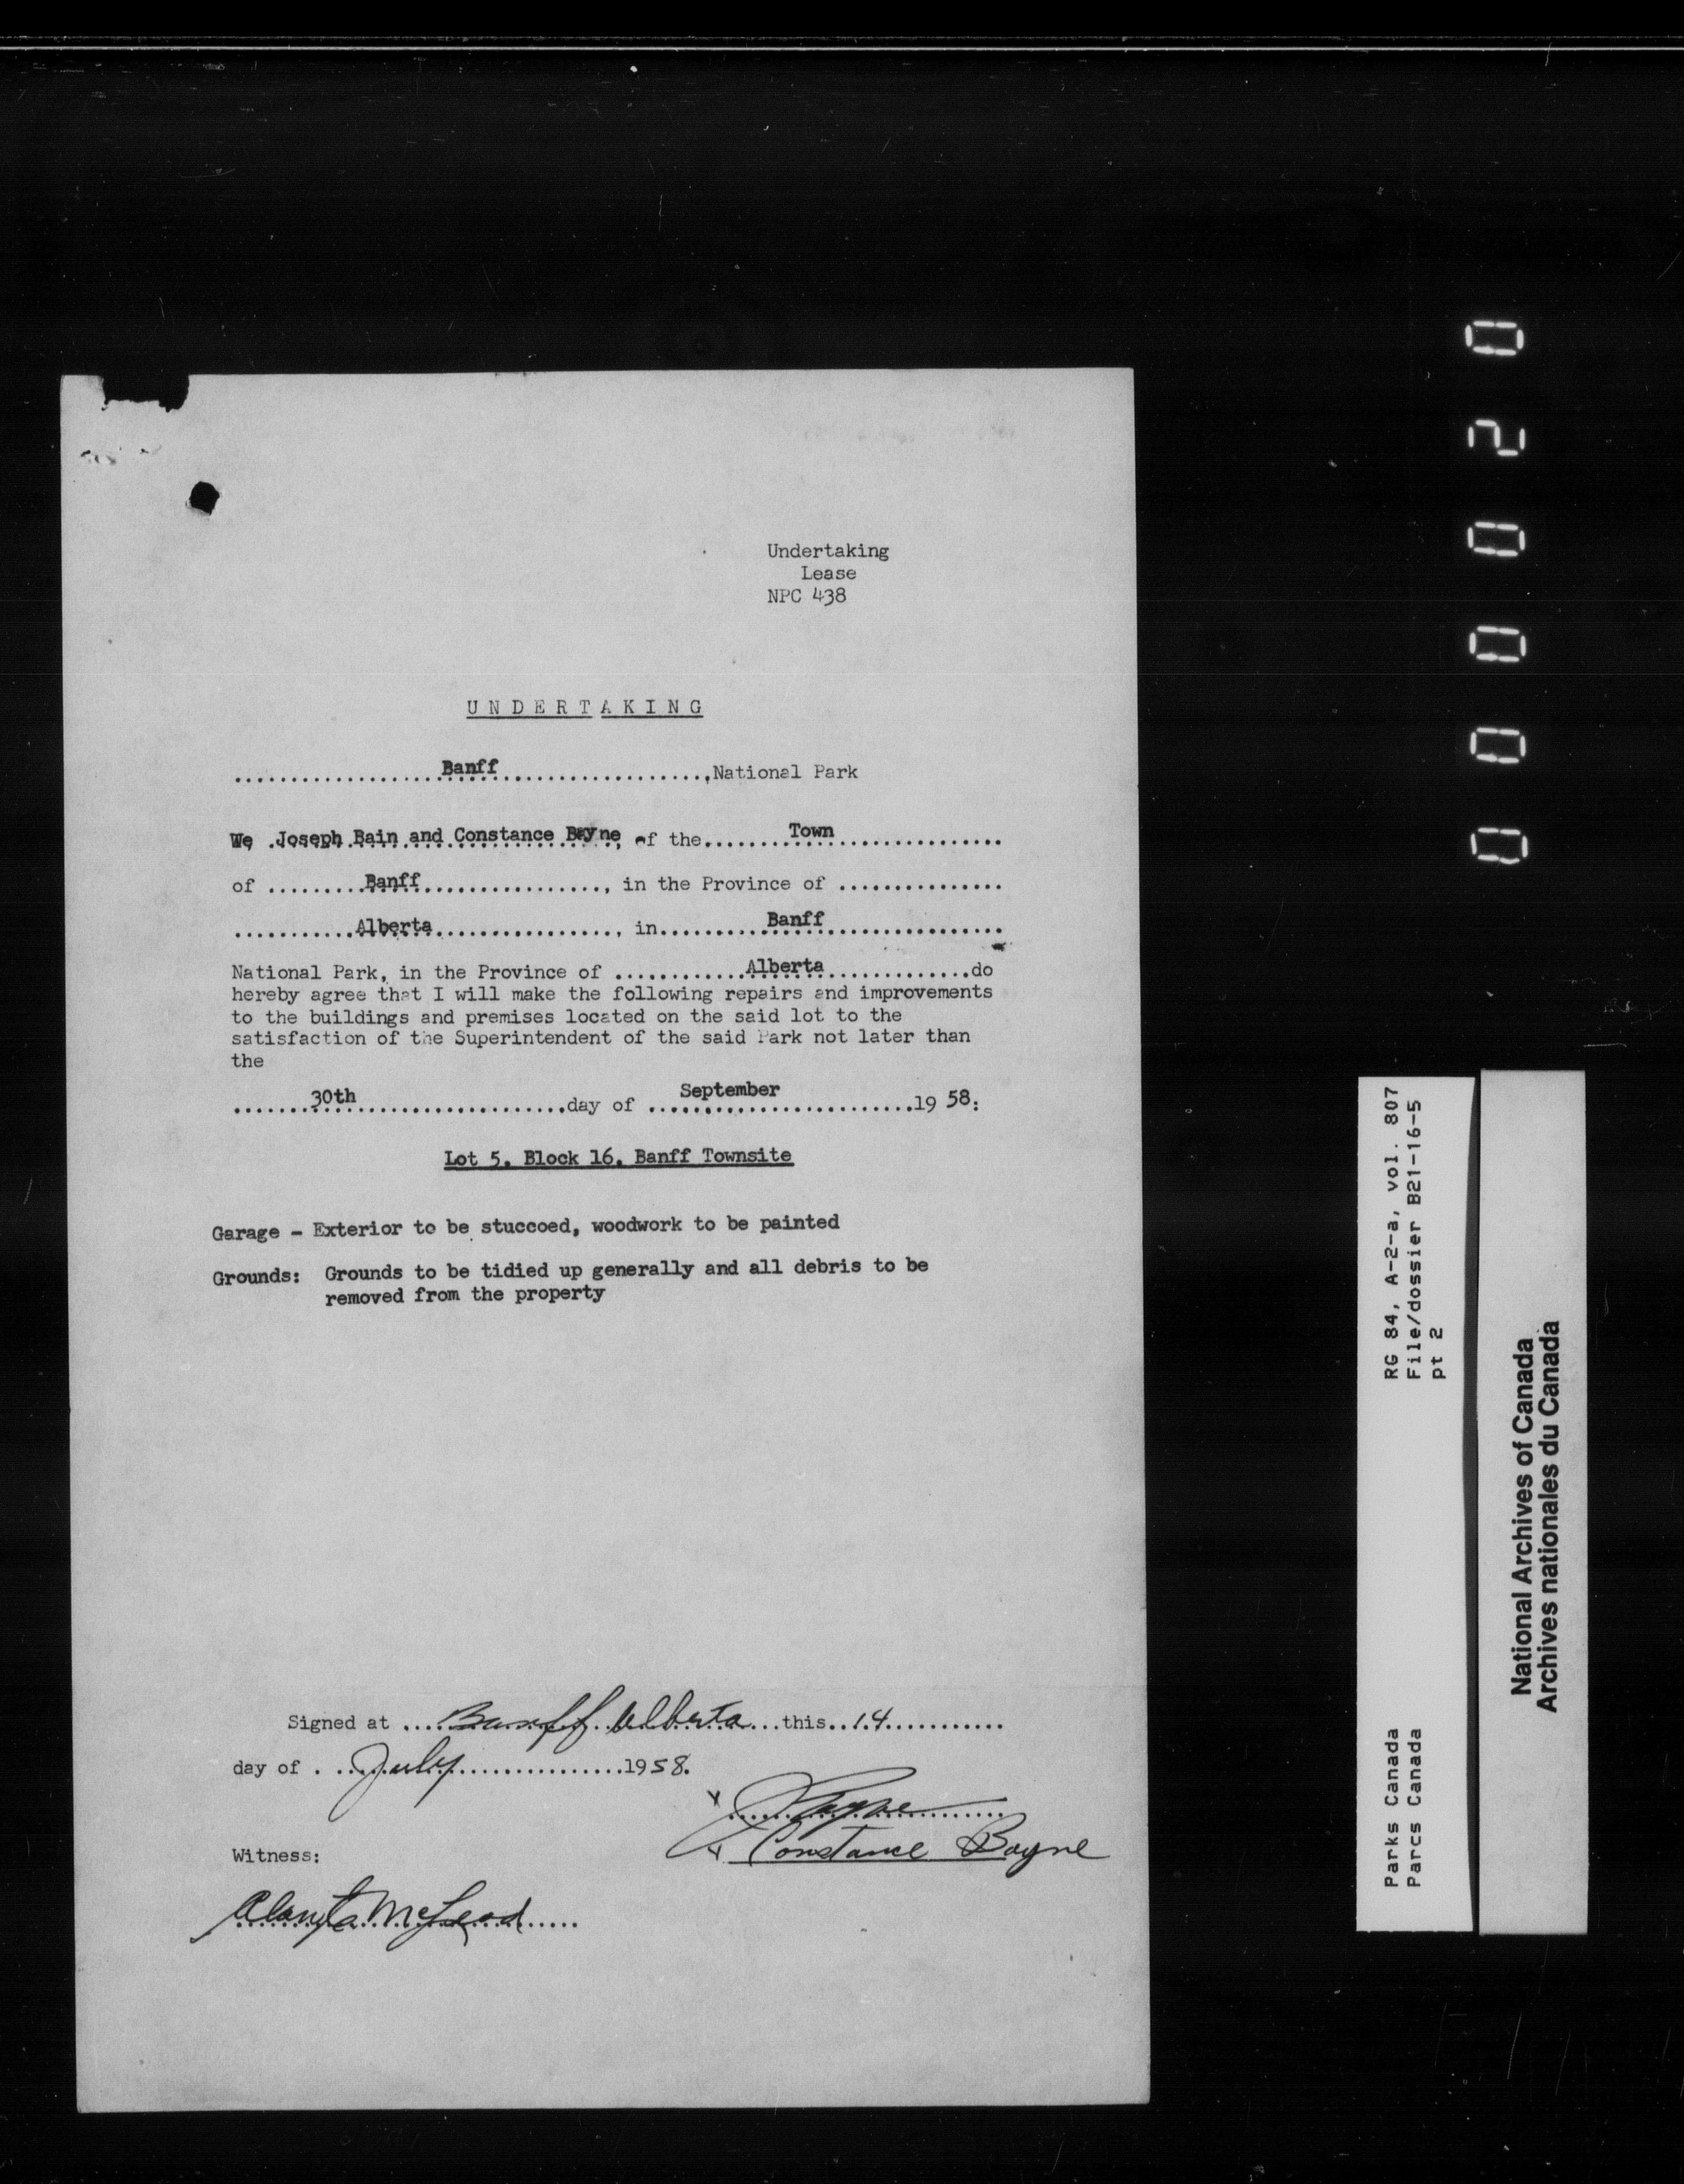 Undertaking
Lease
NPC 438
UNDERTAKING
....................Banff......................,National Park
We Joseph Bain and Constance Bayne, of the.........Town..................
of ..........Banff...................., in the Province of ...............
.............Alberta..................., in............Banff...................
National Park, in the Province of ..............Alberta................do
hereby agree that I will make the following repairs and improvements
to the buildings and premises located on the said lot to the
satisfaction of the Superintendent of the said Park not later than
the
........30th.......................day of ....September...............19 58:
Lot 5, Block 16, Banff Townsite
Garage - Exterior to be stuccoed, woodwork to be painted
Grounds: Grounds to be tidied up generally and all debris to be
removed from the property
Signed at ....Banff Alberta...this..14............
day of ....July..................1958.
Bayne
Constance Bayne
Witness:
McLeod
000020
RG 84, A-2-a, vol. 807
File/dossier B21-16-5
pt 2
Parks Canada
Parcs Canada
National Archives of Canada
Archives nationales du Canada